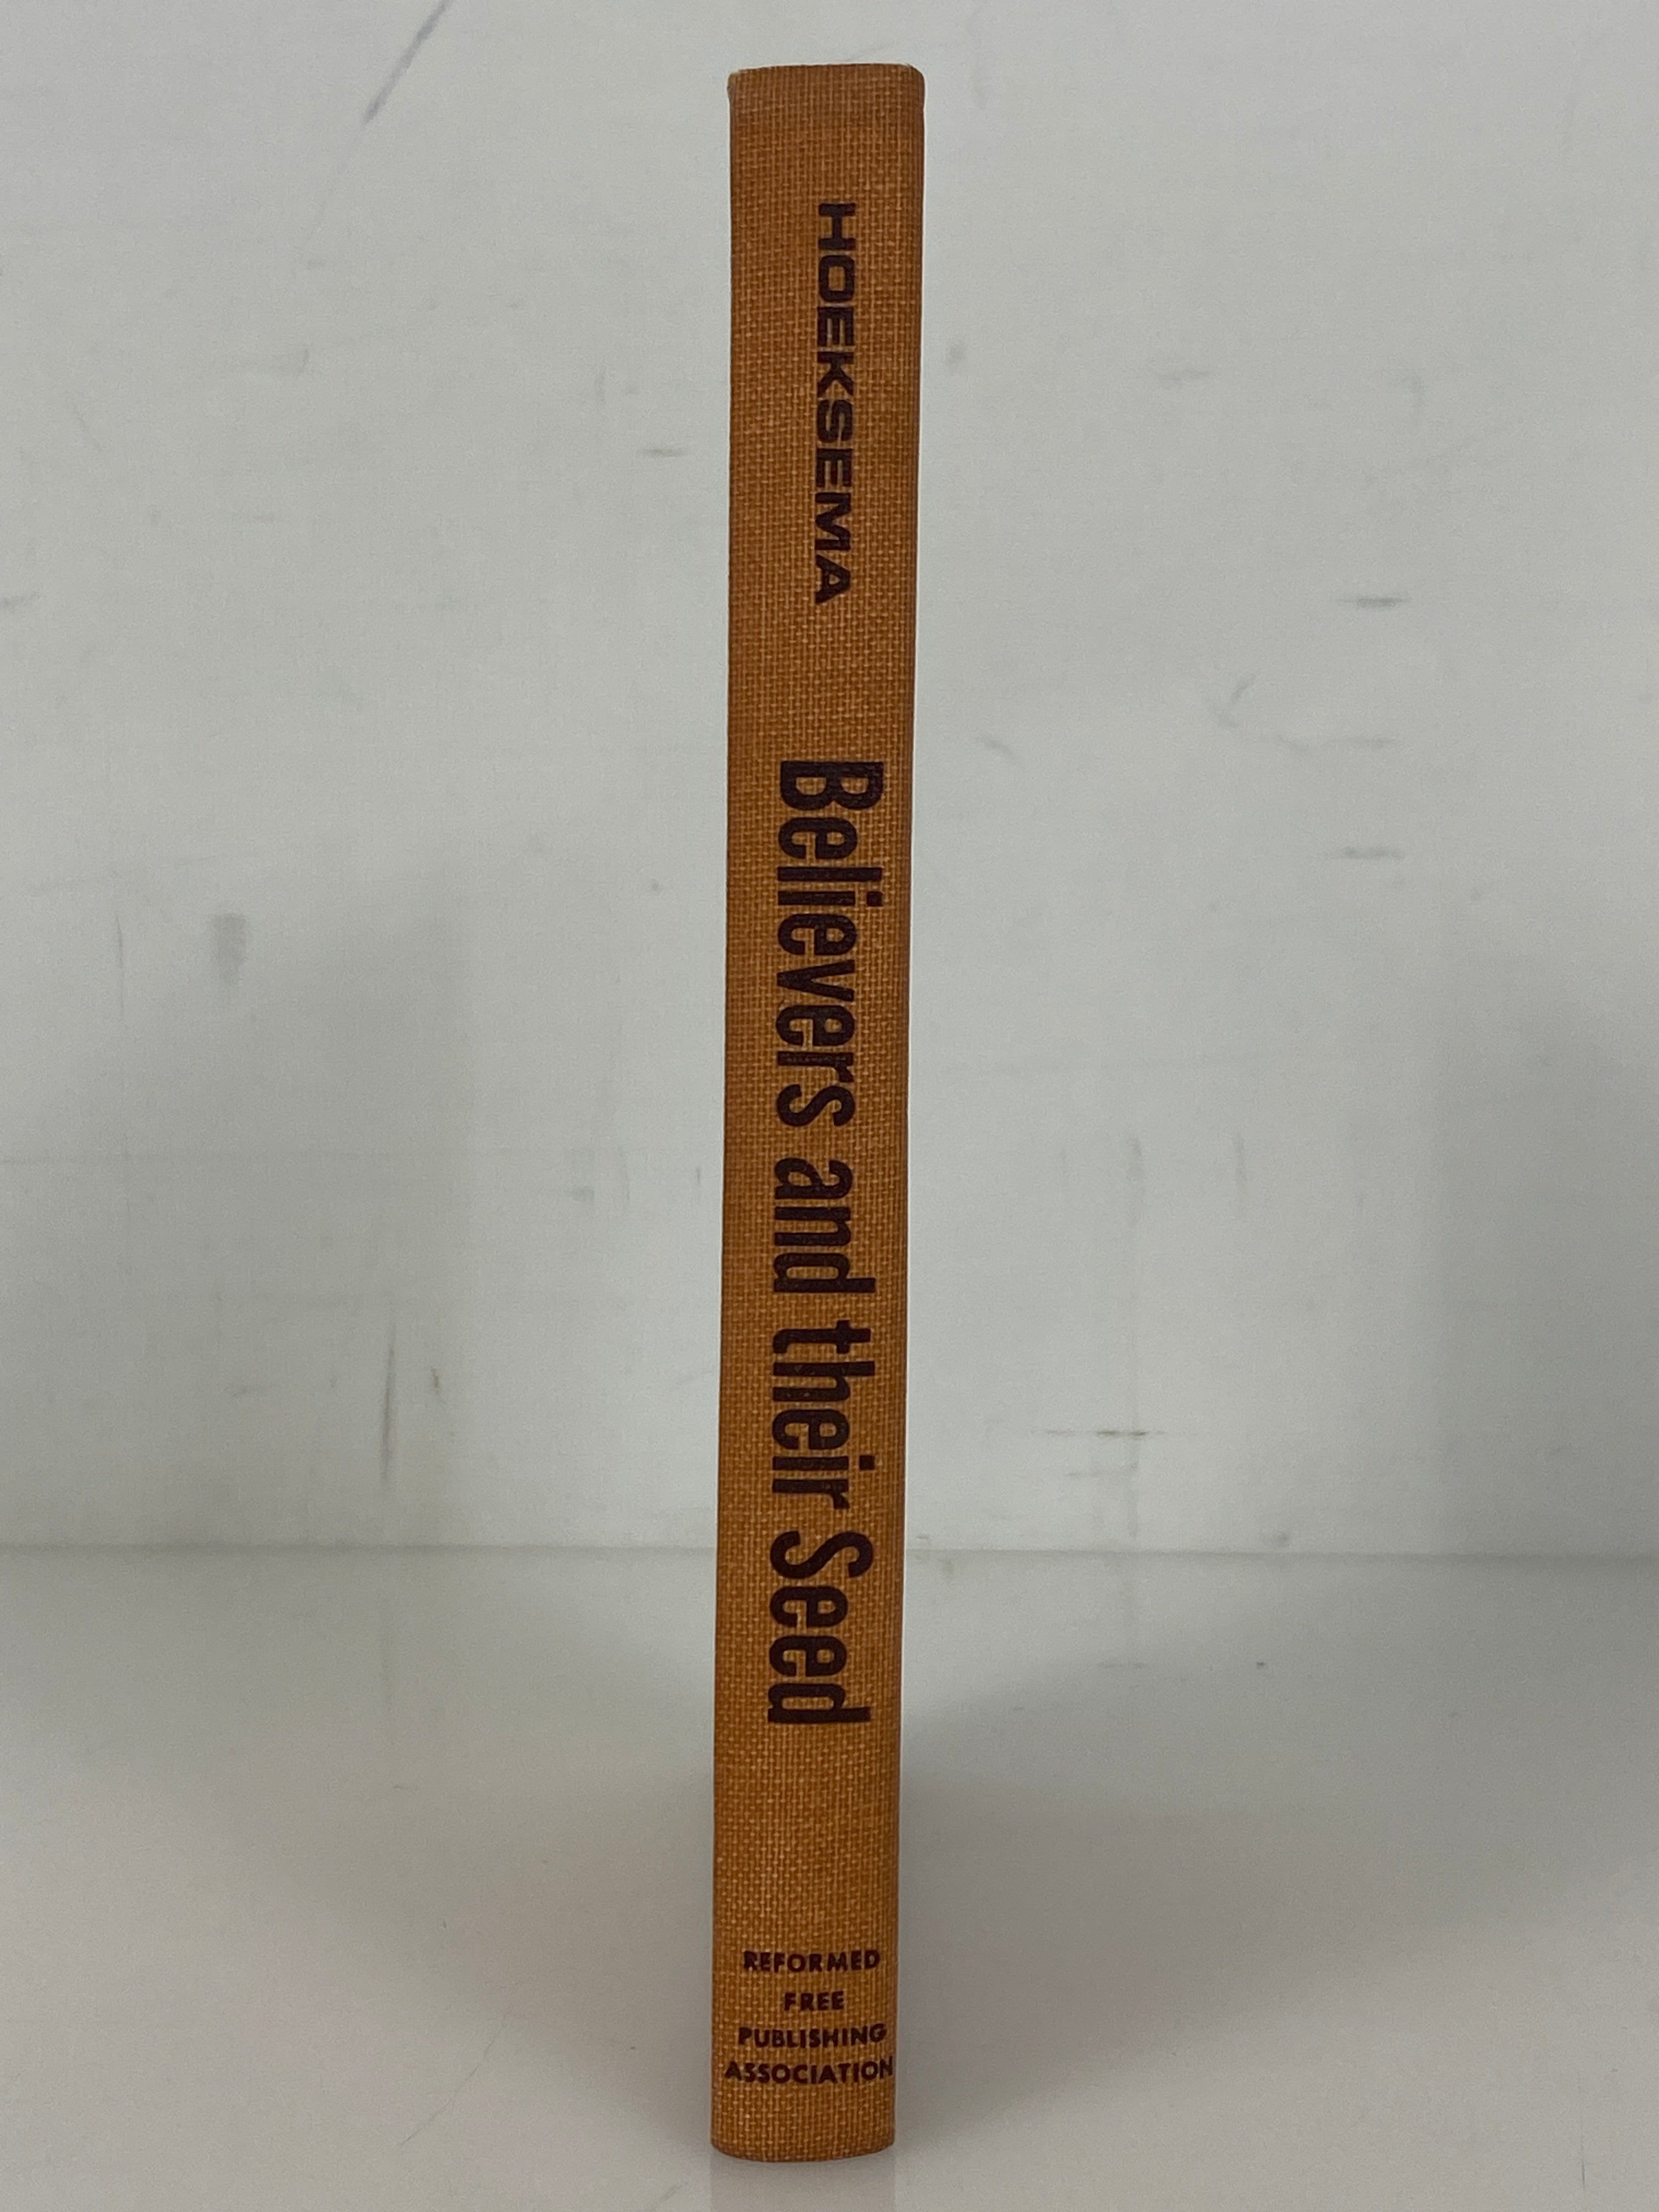 HOEKSEMA
Believers and their Seed
REFORMED
FREE
PUBLISHING
ASSOCIATION